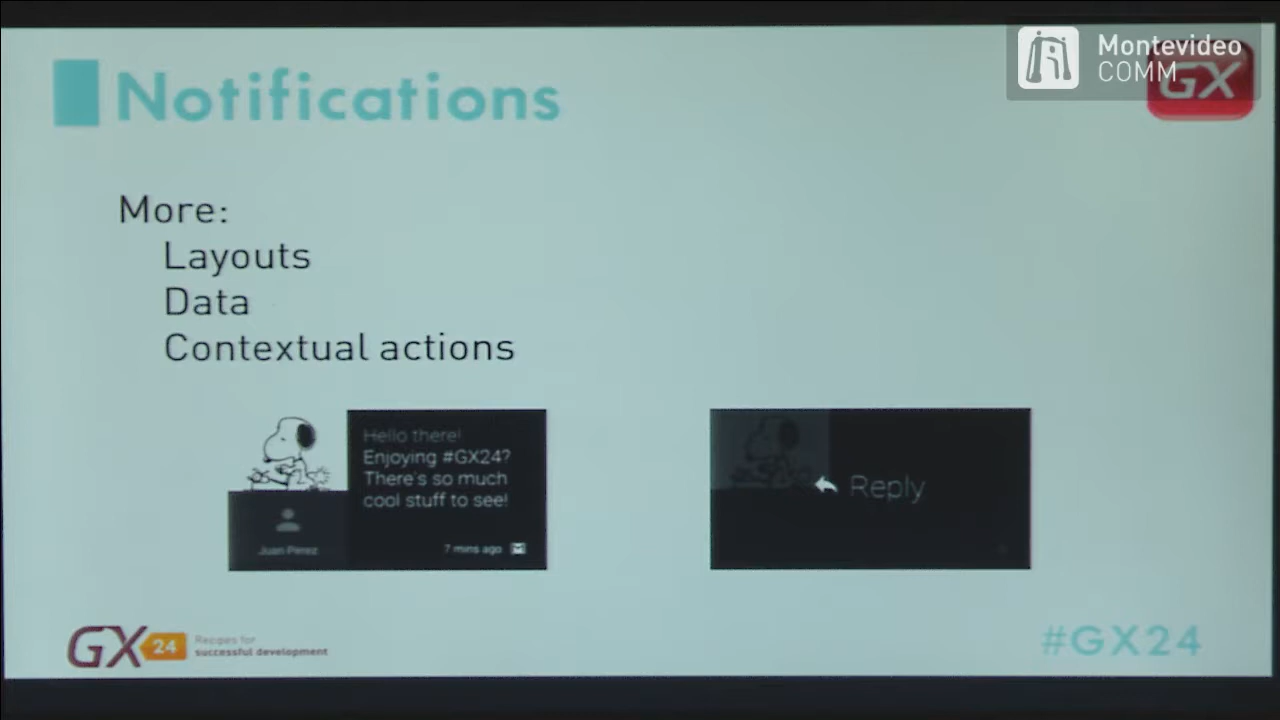 Notifications
Montevideo
COMM
GX
More:
Layouts
Data
Contextual actions
Hello there!
Enjoying #GX24?
There's so much
cool stuff to see!
Juan Perez
7 mins ago
Reply
GX 24
Recipes for
successful development
#GX24